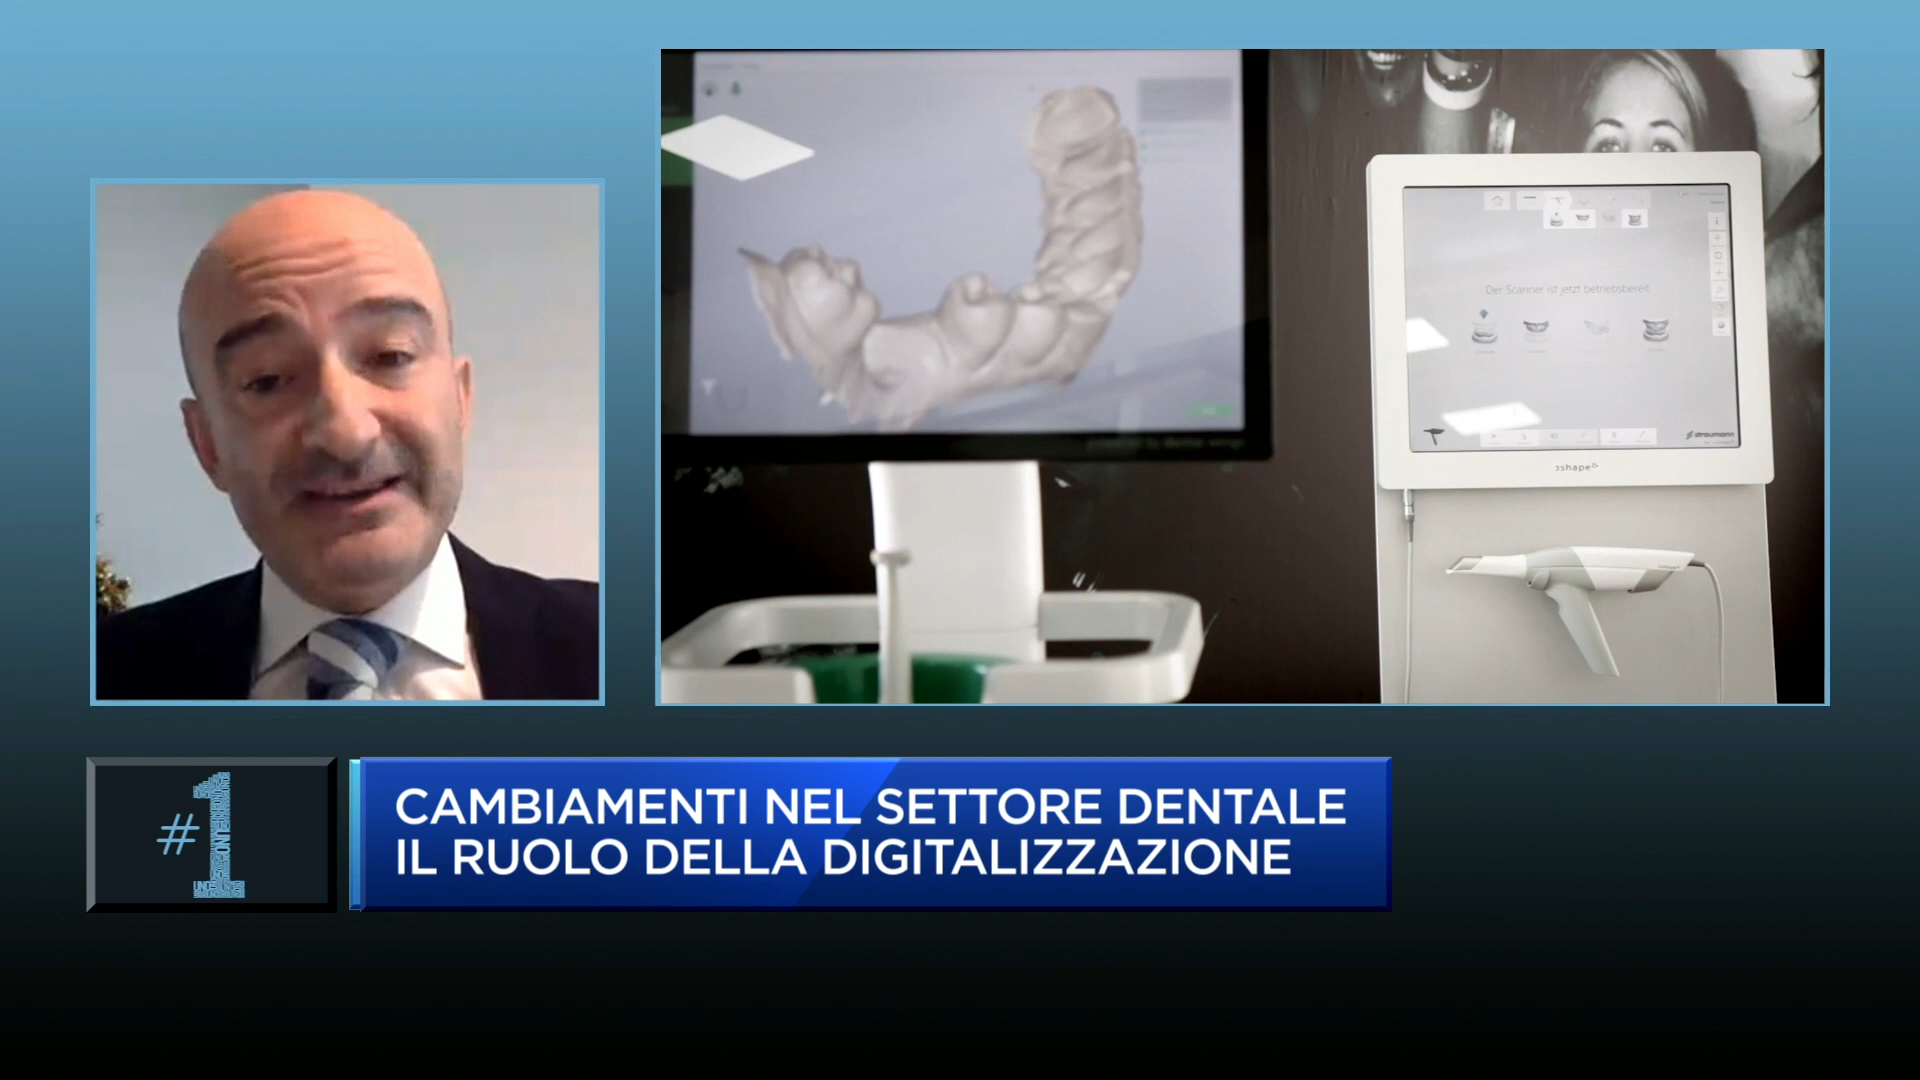 Der Scanner ist jetzt betriebsbereit.
straumann
3shape
#1
CAMBIAMENTI NEL SETTORE DENTALE
IL RUOLO DELLA DIGITALIZZAZIONE